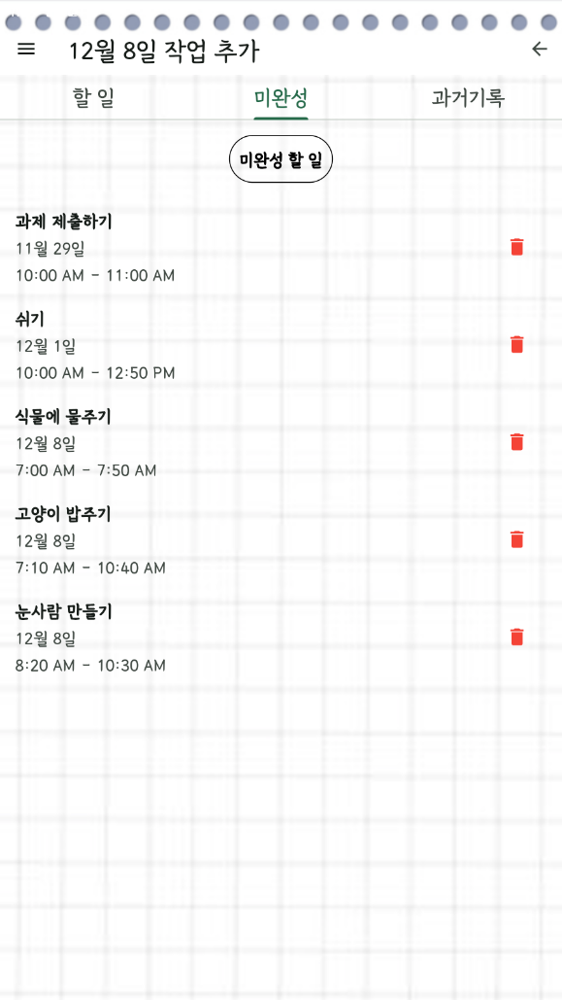 12월 8일 작업 추가
할 일
미완성
과거기록
미완성 할 일
과제 제출하기
11월 29일
10:00 AM - 11:00 AM
쉬기
12월 1일
10:00 AM - 12:50 PM
식물에 물주기
12월 8일
7:00 AM - 7:50 AM
고양이 밥주기
12월 8일
7:10 AM - 10:40 AM
눈사람 만들기
12월 8일
8:20 AM - 10:30 AM